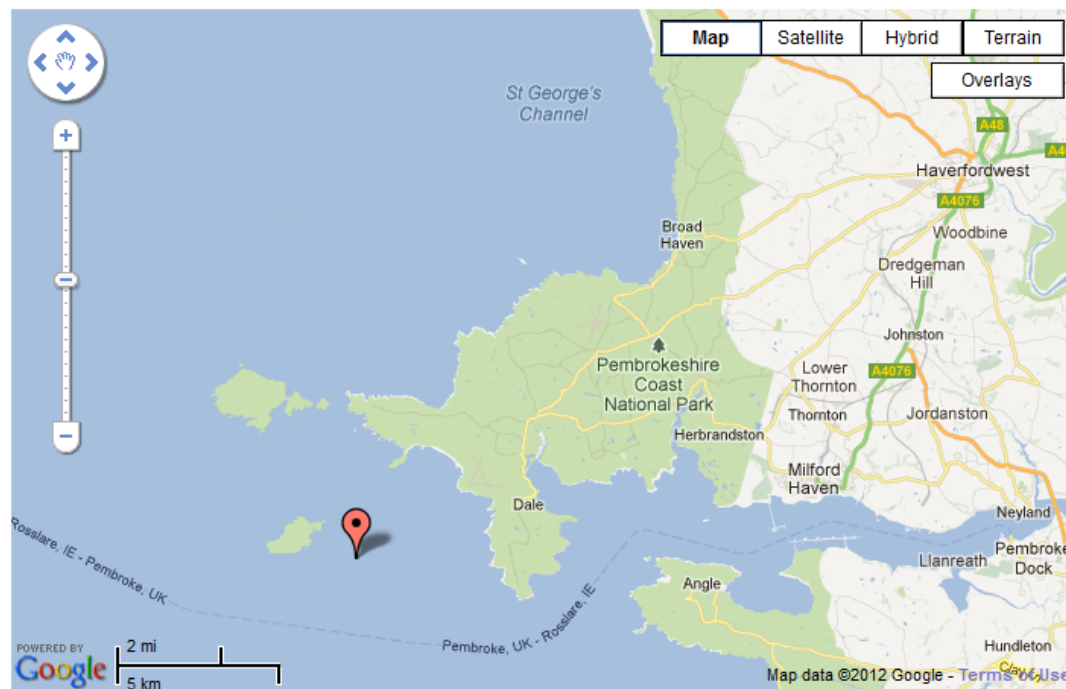 Map
Satellite
Hybrid
Terrain
Overlays
St George's
Channel
A48
Haverfordwest
A4076
Woodbine
Broad
Haven
Dredgeman
Hill
Johnston
Pembrokeshire
Coast
National Park
Lower
Thornton
A4076
Thornton
Jordanston
Herbrandston
Milford
Haven
Dale
Neyland
Rosslare, IE - Pembroke, UK
Llanreath
Pembroke
Dock
Angle
Pembroke, UK - Rosslare, IE
Hundleton
POWERED BY
Google
2 mi
5 km
Map data ©2012 Google - Terms of Use